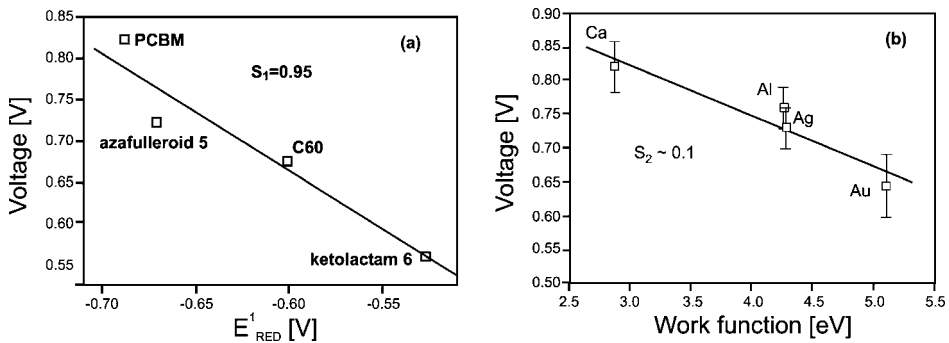 0.85
0.80
0.70
0.65
0.60
0.55
Voltage [V]
PCBM
(a)
S₁=0.95
azafulleroid 5
C60
ketolactam 6
-0.70
-0.65
-0.60
-0.55
E¹RED [V]
0.90
0.85
0.80
0.75
0.70
0.65
0.60
0.55
0.50
Voltage [V]
Ca
(b)
Al
Ag
S₂ ~ 0.1
Au
2.5
3.0
3.5
4.0
4.5
5.0
5.5
Work function [eV]